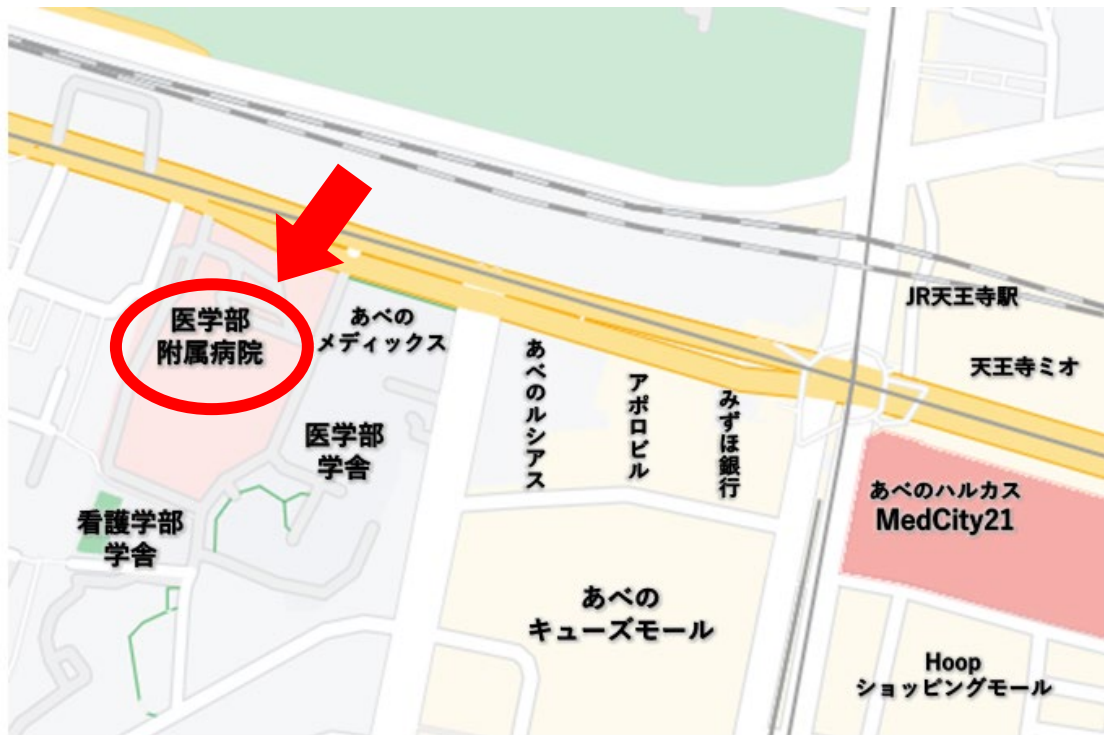 医学部
附属病院
あべの
メディックス
医学部
学舎
看護学部
学舎
あべのルシアス
アポロビル
みずほ銀行
JR天王寺駅
天王寺ミオ
あべのハルカス
MedCity21
あべの
キューズモール
Hoop
ショッピングモール